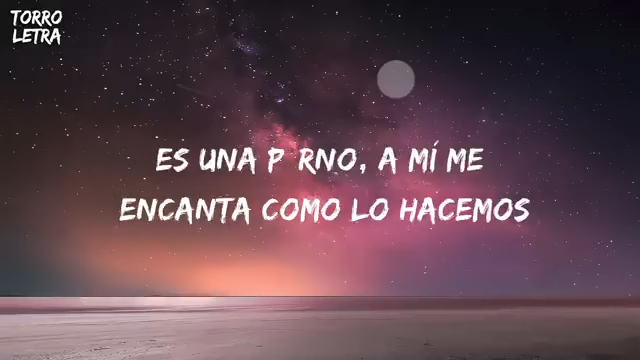 TORRO
LETRA
ES UNA P RNO, A MÍ ME
ENCANTA COMO LO HACEMOS